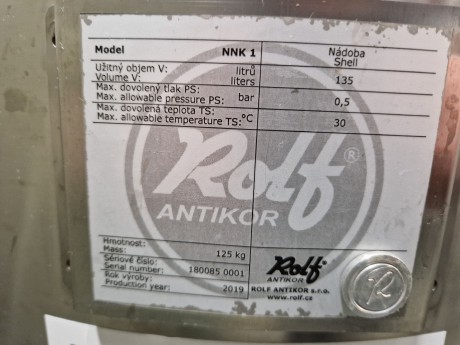 Model NNK 1 Nádoba
Shell
Užitný objem V: litrů
Volume V: liters 135
Max. dovolený tlak PS:
Max. allowable pressure PS: bar 0,5
Max. dovolená teplota TS:
Max. allowable temperature TS: °C 30
Rolf ®
ANTIKOR
Hmotnost:
Mass: 125 kg
Sériové číslo:
Serial number: 180085 0001
Rok výroby:
Production year: 2019
Rolf
ANTIKOR
ROLF ANTIKOR s.r.o.
www.rolf.cz
R